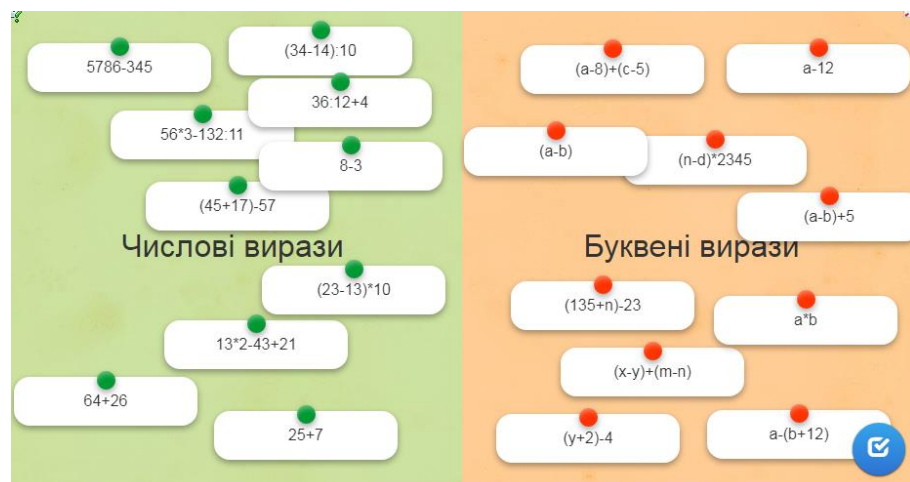 5786-345
(34-14):10
36:12+4
56*3-132:11
8-3
(45+17)-57
Числові вирази
(23-13)*10
13*2-43+21
64+26
25+7
(a-8)+(c-5)
a-12
(a-b)
(n-d)*2345
(a-b)+5
Буквені вирази
(135+n)-23
a*b
(x-y)+(m-n)
(y+2)-4
a-(b+12)